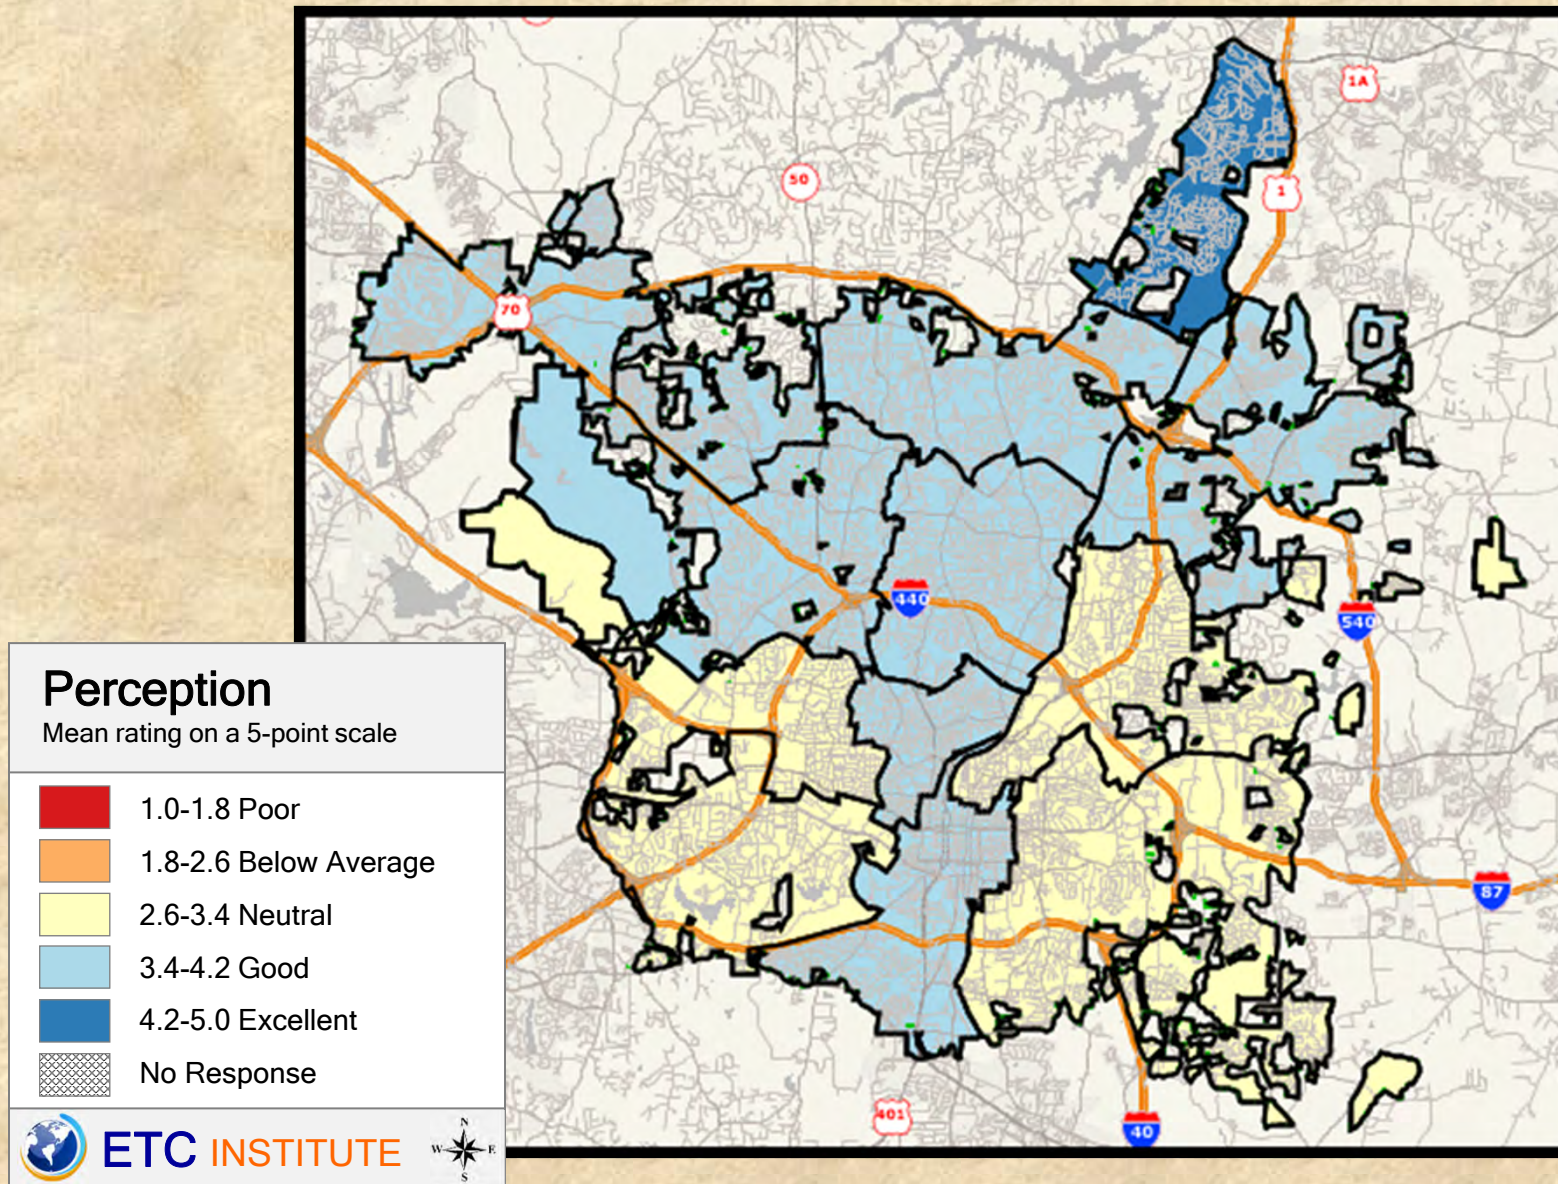 1A
50
1
70
440
540
87
401
40
Perception
Mean rating on a 5-point scale
1.0-1.8 Poor
1.8-2.6 Below Average
2.6-3.4 Neutral
3.4-4.2 Good
4.2-5.0 Excellent
No Response
ETC INSTITUTE
N
W E
S